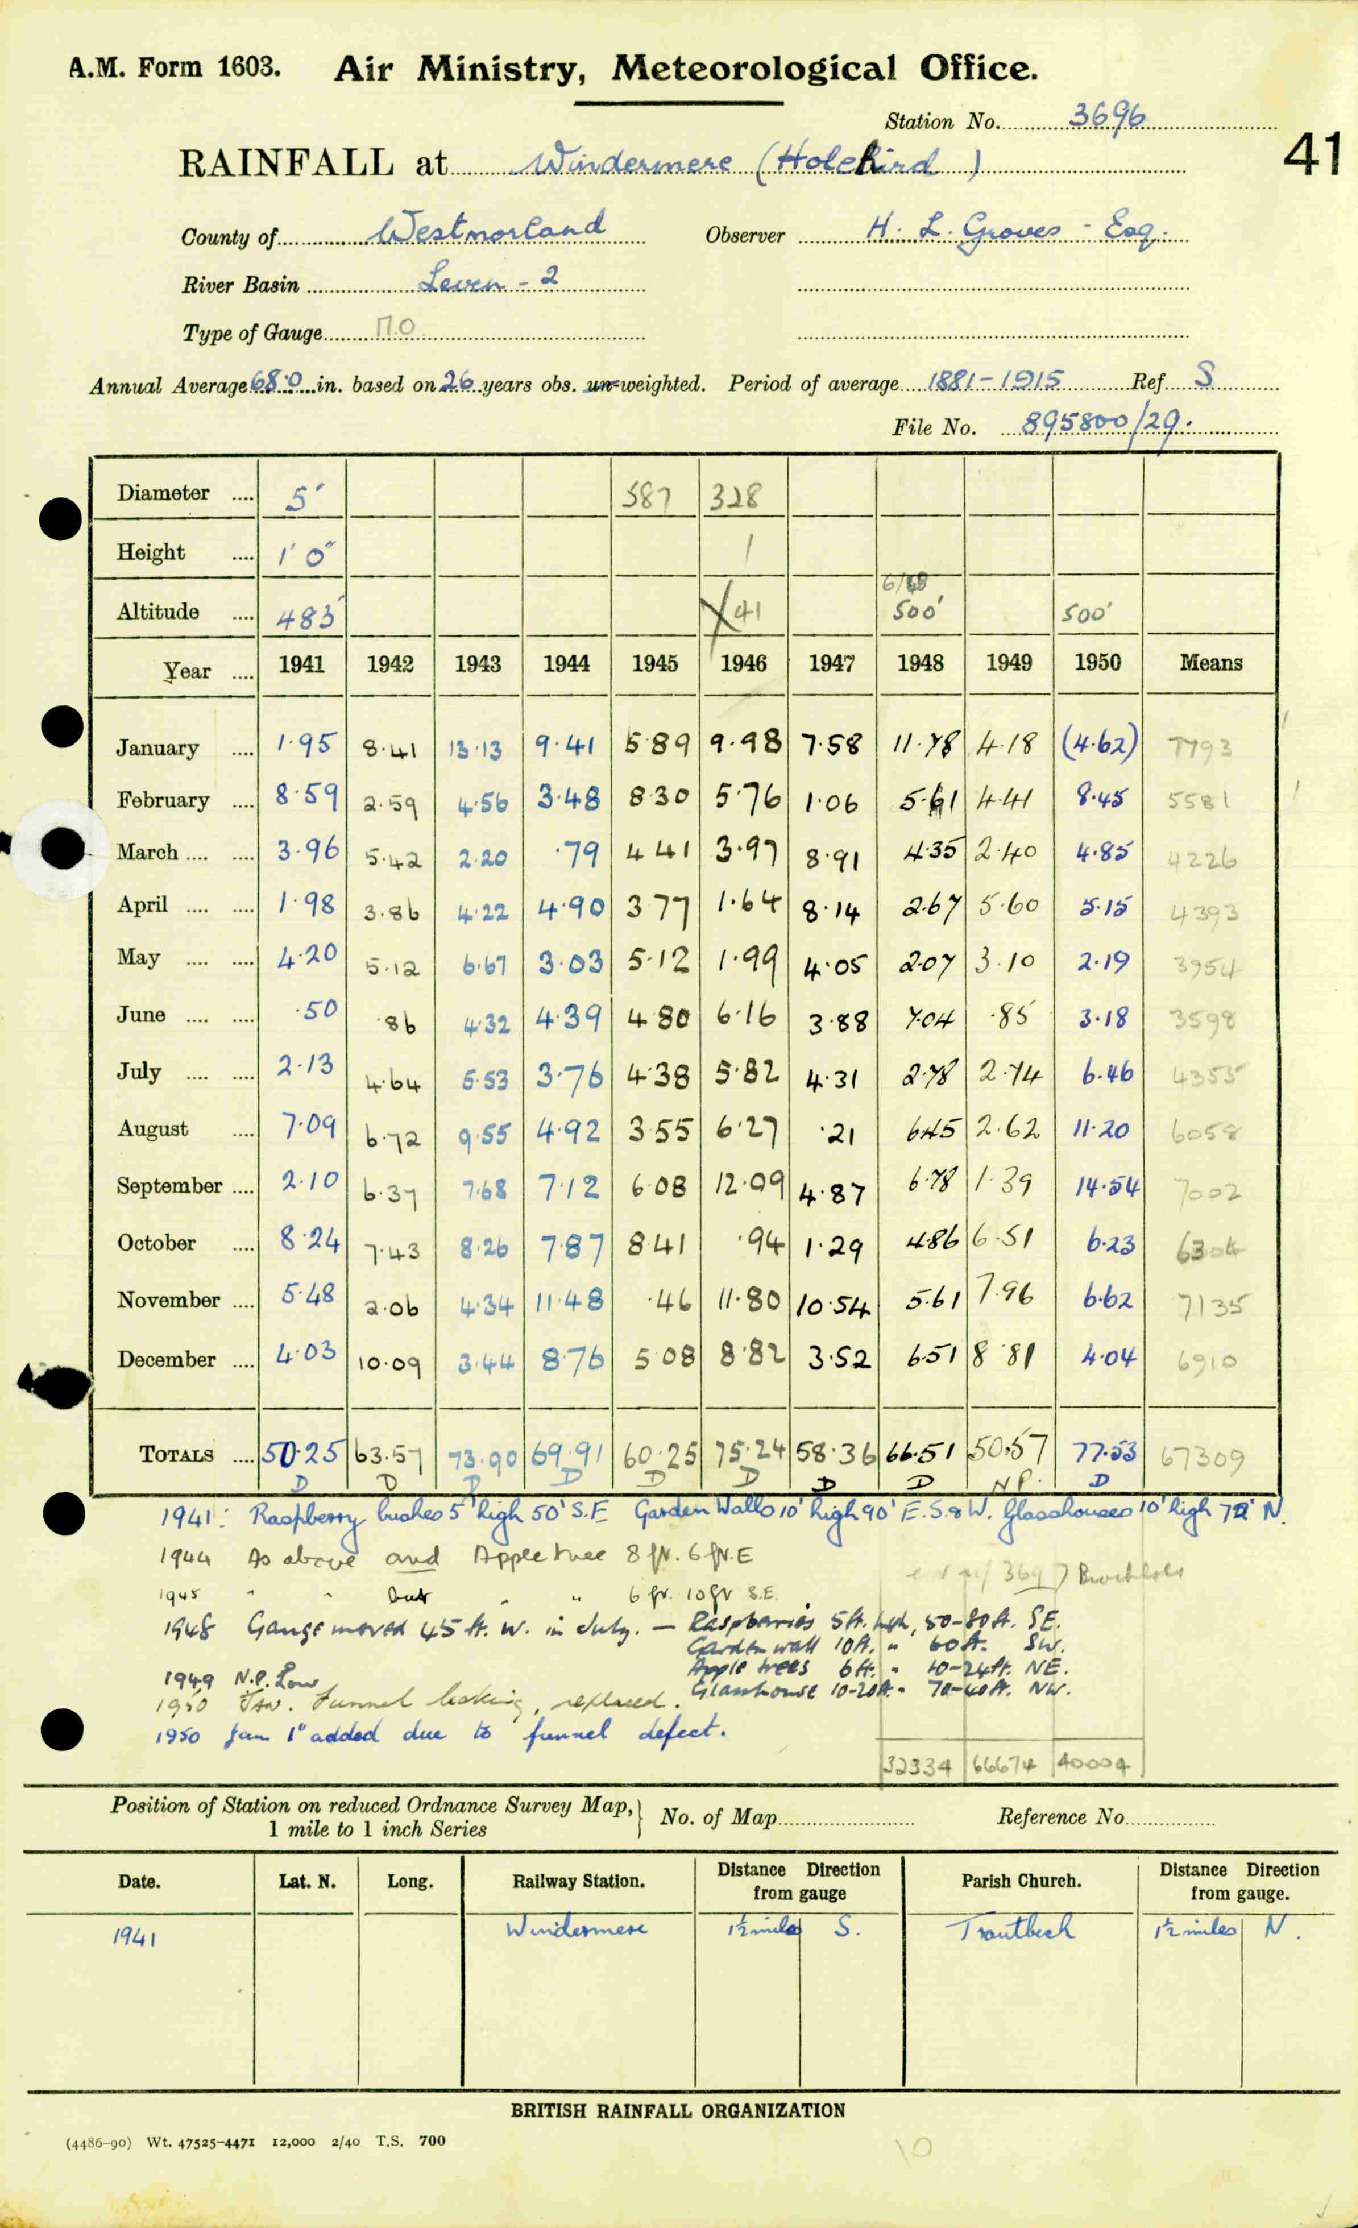 A.M. Form 1603. Air Ministry, Meteorological Office.
Station No. 3696
41
RAINFALL at Windermere (Holehird)
County of Westmorland Observer H. L. Groves - Esq.
River Basin Leven - 2
Type of Gauge M.O
Annual Average 68.0 in. based on 26 years obs. un-weighted. Period of average 1881-1915 Ref. S
File No. 895800/29.
Diameter .... 5" 587 328
Height .... 1' 0" 1
Altitude .... 483' 41 6/48 500' 500'
Year .... 1941 1942 1943 1944 1945 1946 1947 1948 1949 1950 Means
January .... 1.95 8.41 13.13 9.41 5.89 9.98 7.58 11.78 4.18 (4.62) 7793
February .... 8.59 2.59 4.56 3.48 8.30 5.76 1.06 5.61 4.41 8.45 5581
March .... .... 3.96 5.42 2.20 .79 4.41 3.97 8.91 4.35 2.40 4.85 4226
April .... .... 1.98 3.86 4.22 4.90 3.77 1.64 8.14 2.67 5.60 5.15 4393
May .... .... 4.20 5.12 6.67 3.03 5.12 1.99 4.05 2.07 3.10 2.19 3954
June .... .... .50 .86 4.32 4.39 4.80 6.16 3.88 7.04 .85 3.18 3598
July .... .... 2.13 4.64 5.53 3.76 4.38 5.82 4.31 2.78 2.74 6.46 4355
August .... 7.09 6.72 9.55 4.92 3.55 6.27 .21 6.45 2.62 11.20 6058
September .... 2.10 6.37 7.68 7.12 6.08 12.09 4.87 6.78 1.39 14.54 7002
October .... 8.24 7.43 8.26 7.87 8.41 .94 1.29 4.86 6.51 6.23 6304
November .... 5.48 2.06 4.34 11.48 .46 11.80 10.54 5.61 7.96 6.62 7135
December .... 4.03 10.09 3.44 8.76 5.08 8.82 3.52 6.51 8.81 4.04 6910
TOTALS .... 50.25 63.57 73.90 69.91 60.25 75.24 58.36 66.51 50.57 77.53 67309
D D D D D D D D N.P. D
1941: Raspberry bushes 5' high 50' S.E Garden Walls 10' high 90' E. S. & W. Glasshouses 10' high 72' N.
1944 As above and Apple tree 8 ft. 6 ft. E
3697
1945 " " but " " 6 ft. 10 ft S.E.
1948 Gauge moved 45 ft. W. in July. — Raspberries 5 ft. high, 50-80 ft. SE.
Garden wall 10 ft. " 60 ft. SW.
Apple trees 6 ft. " 10-24 ft. NE.
1949 N.P. Low
Glasshouse 10-20 ft. " 70-40 ft. NW.
1950 Jan. Funnel leaking, replaced.
1950 Jan 1" added due to funnel defect.
32334 66674 40004
Position of Station on reduced Ordnance Survey Map,
1 mile to 1 inch Series
No. of Map Reference No.
Date. Lat. N. Long. Railway Station. Distance Direction from gauge Parish Church. Distance Direction from gauge.
1941 Windermere 1½ miles S. Troutbeck 1½ miles N.
BRITISH RAINFALL ORGANIZATION
(4486-90) Wt. 47525-4471 12,000 2/40 T.S. 700
10